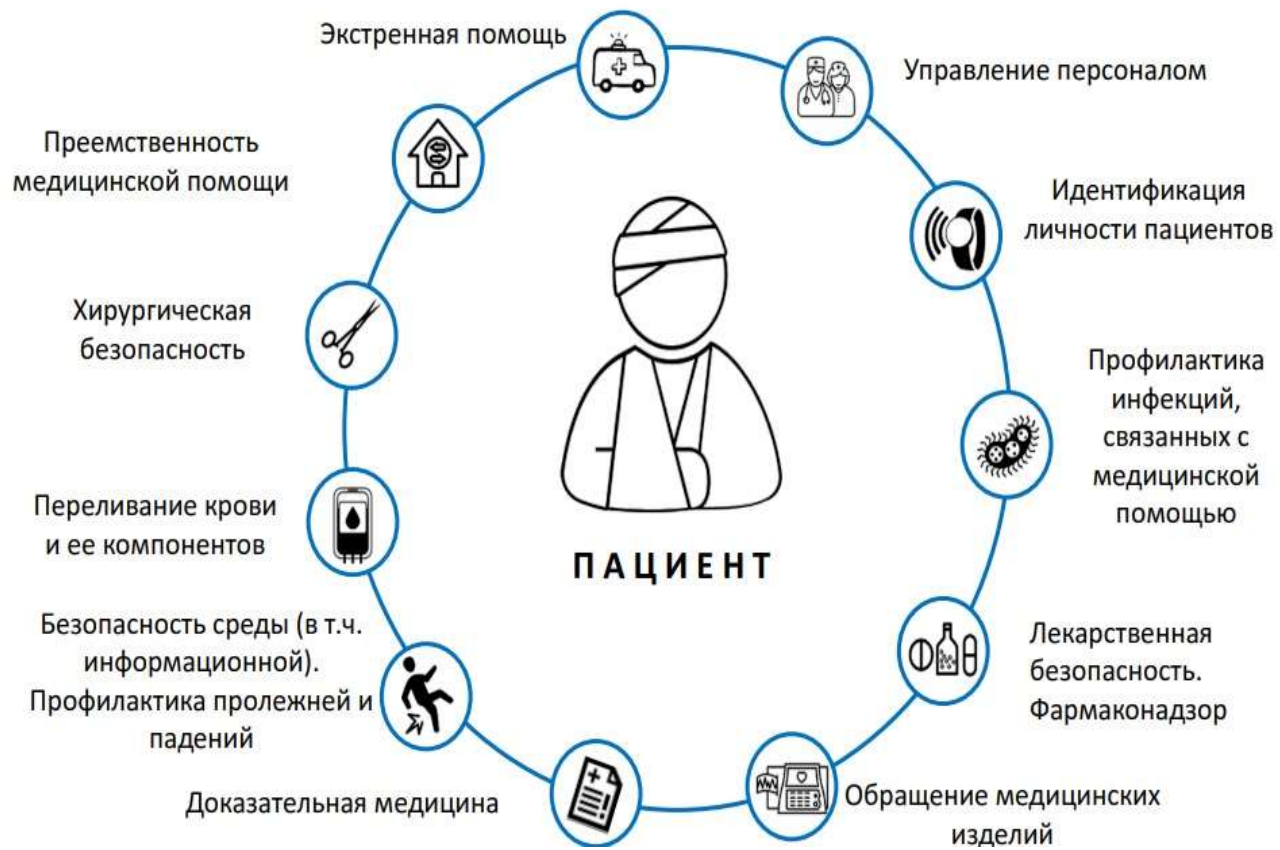 Экстренная помощь
Управление персоналом
Преемственность
медицинской помощи
Идентификация
личности пациентов
Хирургическая
безопасность
Профилактика
инфекций,
связанных с
медицинской
помощью
Переливание крови
и ее компонентов
ПАЦИЕНТ
Безопасность среды (в т.ч.
информационной).
Профилактика пролежней и
падений
Лекарственная
безопасность.
Фармаконадзор
Доказательная медицина
Обращение медицинских
изделий